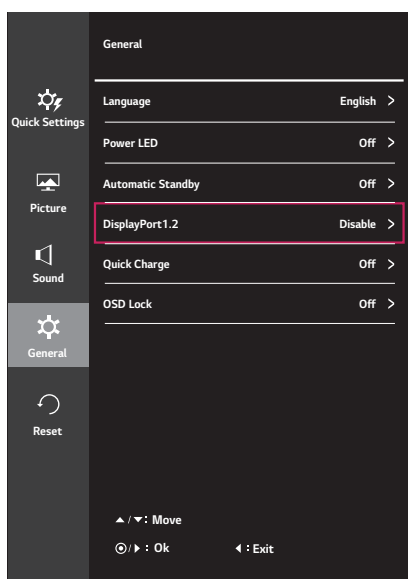 General
Quick Settings
Picture
Sound
General
Reset
Language English >
Power LED Off >
Automatic Standby Off >
DisplayPort1.2 Disable >
Quick Charge Off >
OSD Lock Off >
▲/▼: Move
◉/▶ : Ok ◀ : Exit